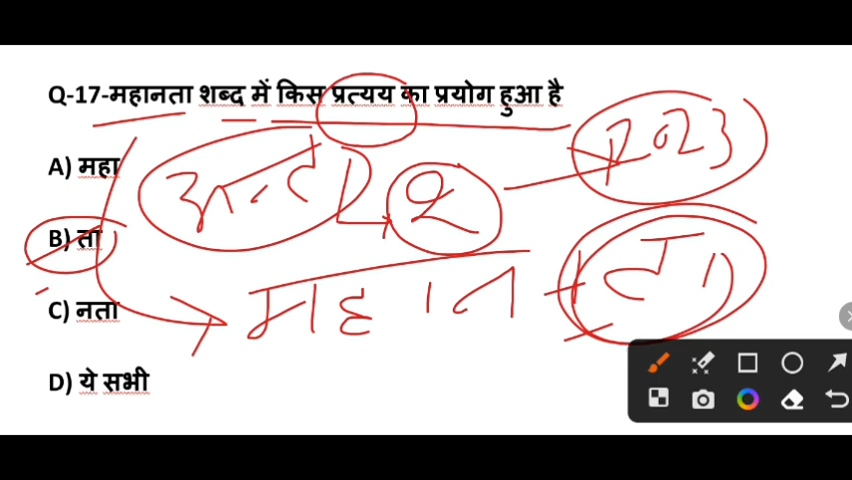 Q-17-महानता शब्द में किस प्रत्यय का प्रयोग हुआ है
A) महा
अन्त
2
2023
B) ता
महान + ता
C) नता
D) ये सभी